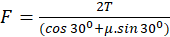 F = 2T / (cos 30⁰+μ.sin 30⁰)